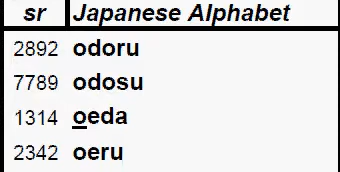 sr Japanese Alphabet
2892 odoru
7789 odosu
1314 oeda
2342 oeru